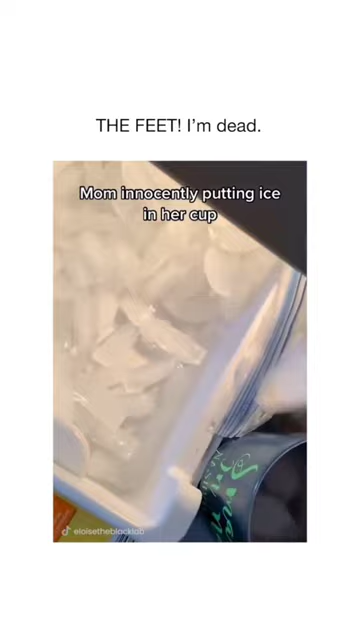 THE FEET! I'm dead.
Mom innocently putting ice
in her cup
eloisetheblacklab